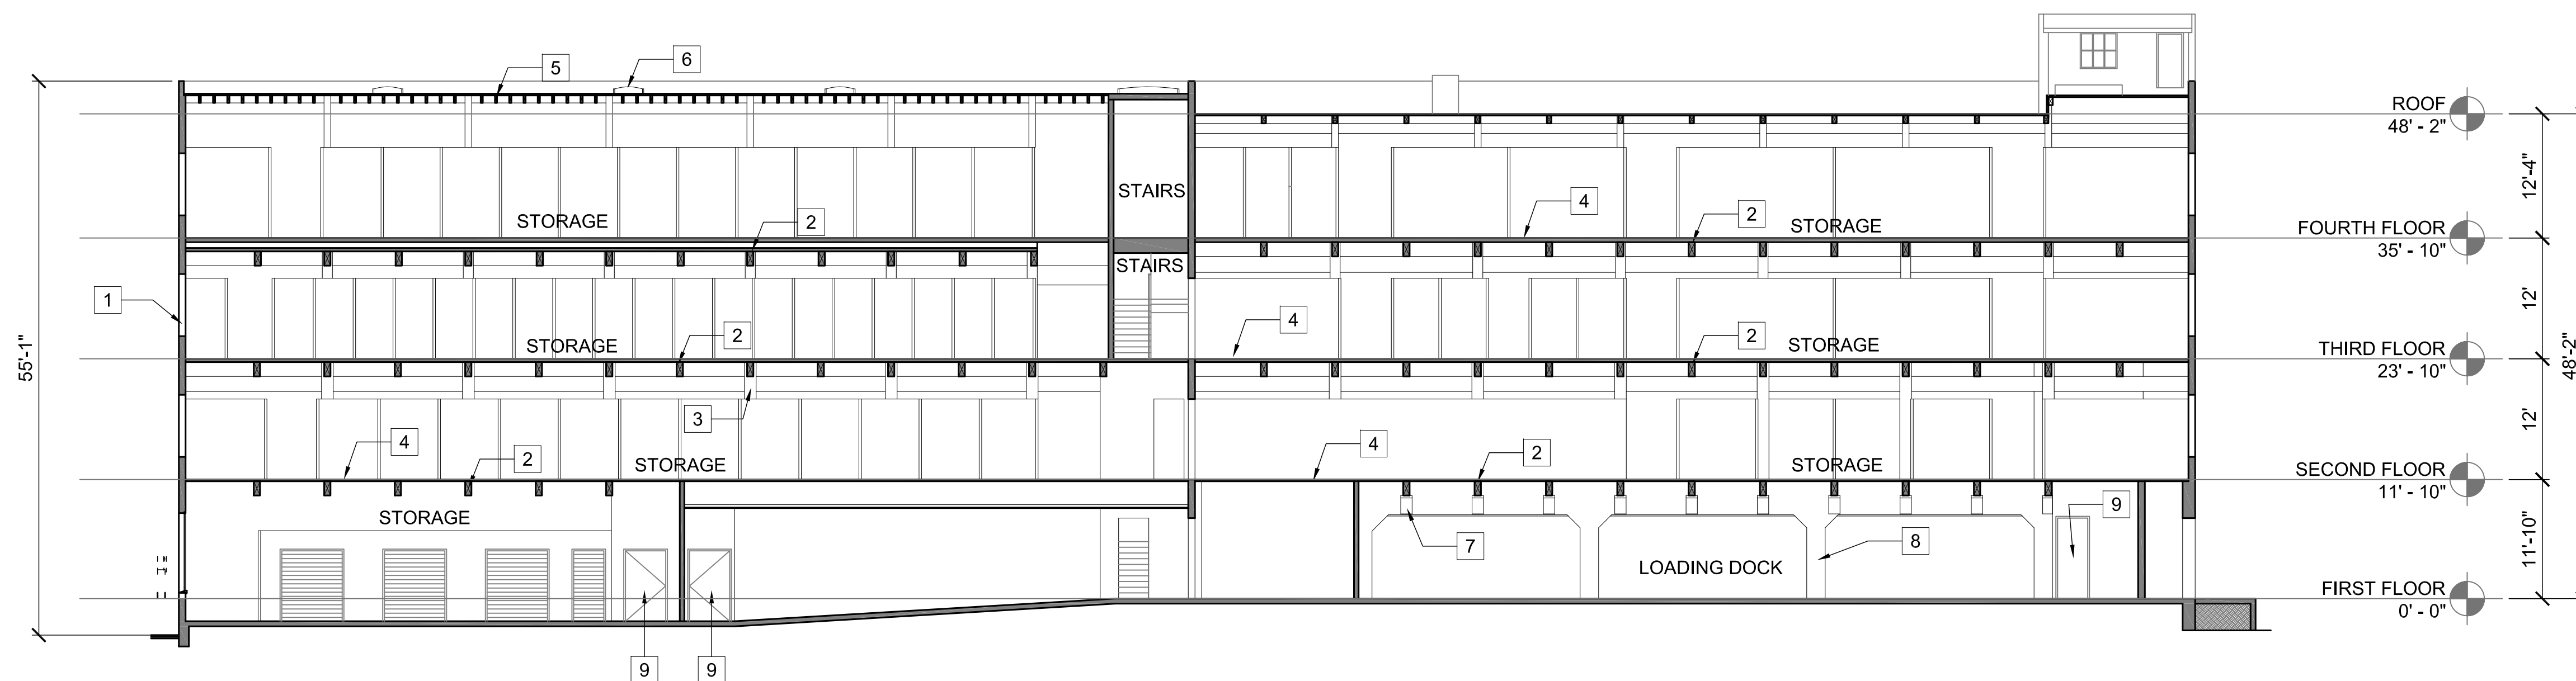 5
6
ROOF
48' - 2"
STAIRS
4
2
2
STORAGE
STORAGE
12'-4"
FOURTH FLOOR
35' - 10"
STAIRS
1
4
2
2
STORAGE
STORAGE
12'
55'-1"
THIRD FLOOR
23' - 10"
48'-2"
3
4
4
2
2
STORAGE
STORAGE
12'
SECOND FLOOR
11' - 10"
STORAGE
9
7
8
LOADING DOCK
11'-10"
FIRST FLOOR
0' - 0"
9
9